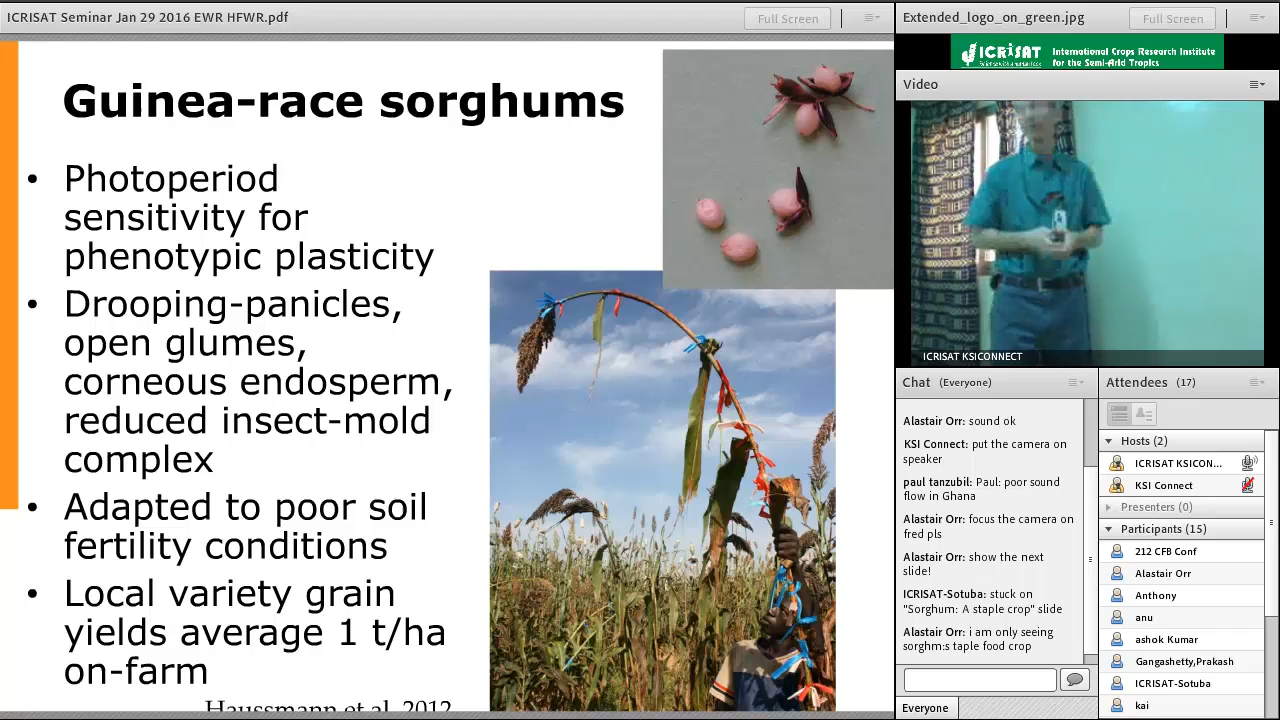 ICRISAT Seminar Jan 29 2016 EWR HFWR.pdf
Full Screen
Guinea-race sorghums
• Photoperiod
sensitivity for
phenotypic plasticity
• Drooping-panicles,
open glumes,
corneous endosperm,
reduced insect-mold
complex
• Adapted to poor soil
fertility conditions
• Local variety grain
yields average 1 t/ha
on-farm
Haussmann et al. 2012
Extended_logo_on_green.jpg
Full Screen
ICRISAT
International Crops Research Institute
for the Semi-Arid Tropics
Video
ICRISAT KSICONNECT
Chat (Everyone)
Alastair Orr: sound ok
KSI Connect: put the camera on
speaker
paul tanzubil: Paul: poor sound
flow in Ghana
Alastair Orr: focus the camera on
fred pls
Alastair Orr: show the next
slide!
ICRISAT-Sotuba: stuck on
"Sorghum: A staple crop" slide
Alastair Orr: i am only seeing
sorghm:s taple food crop
Everyone
Attendees (17)
Hosts (2)
ICRISAT KSICON...
KSI Connect
Presenters (0)
Participants (15)
212 CFB Conf
Alastair Orr
Anthony
anu
ashok Kumar
Gangashetty,Prakash
ICRISAT-Sotuba
kai